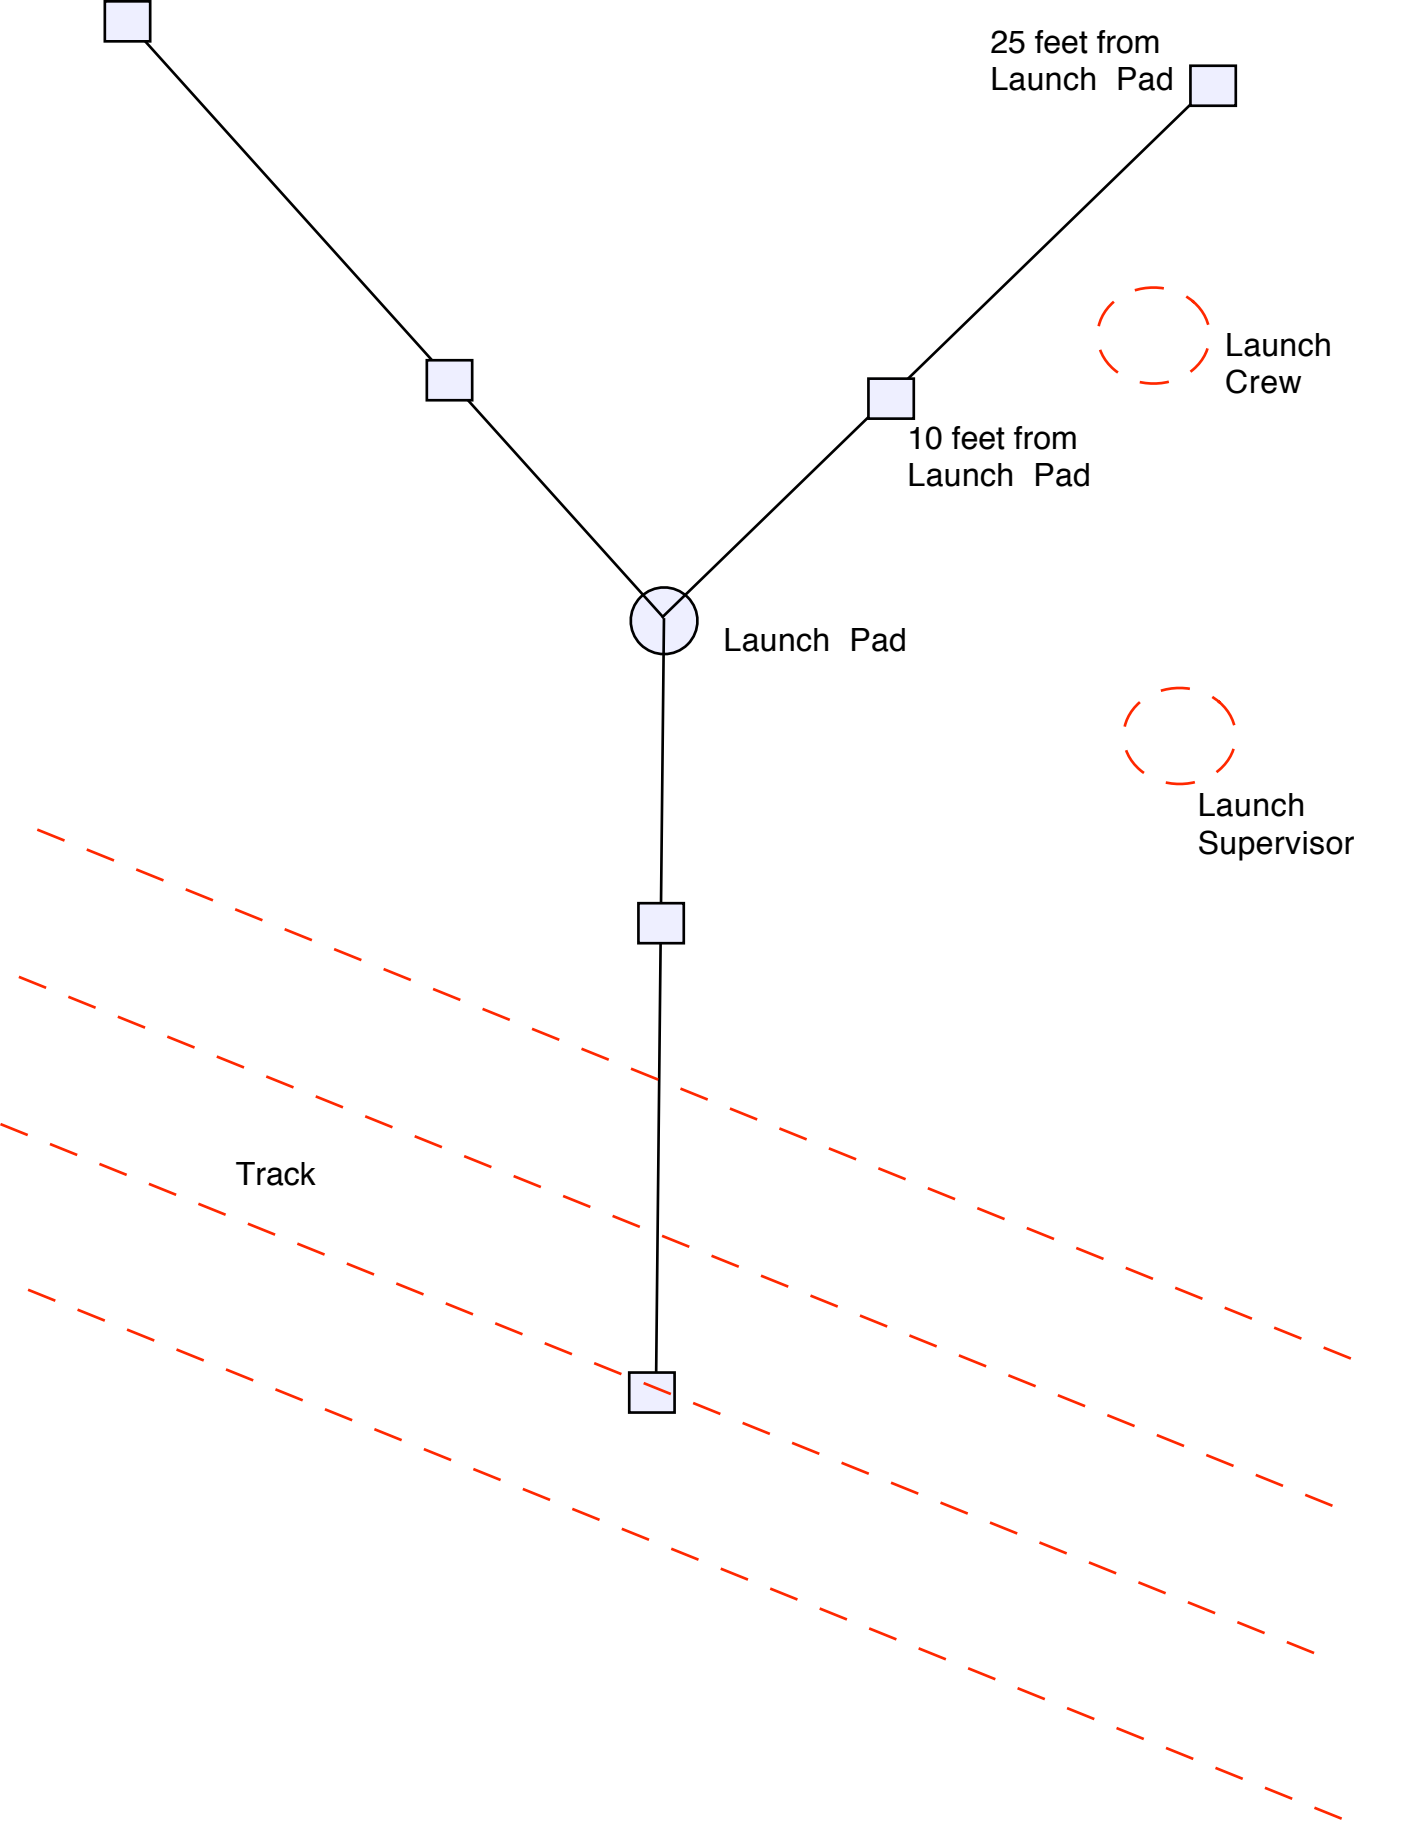 25 feet from
Launch Pad
Launch
Crew
10 feet from
Launch Pad
Launch Pad
Launch
Supervisor
Track